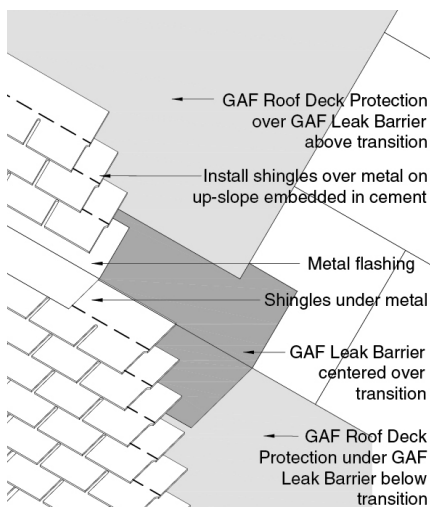 GAF Roof Deck Protection
over GAF Leak Barrier
above transition
Install shingles over metal on
up-slope embedded in cement
Metal flashing
Shingles under metal
GAF Leak Barrier
centered over
transition
GAF Roof Deck
Protection under GAF
Leak Barrier below
transition